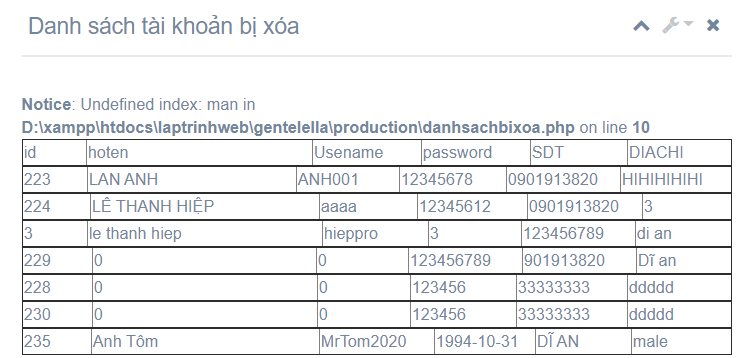 Danh sách tài khoản bị xóa
Notice: Undefined index: man in
D:\xampp\htdocs\laptrinhweb\gentelella\production\danhsachbixoa.php on line 10
id hoten Usename password SDT DIACHI
223 LAN ANH ANH001 12345678 0901913820 HIHIHIHIHI
224 LÊ THANH HIỆP aaaa 12345612 0901913820 3
3 le thanh hiep hieppro 3 123456789 di an
229 0 0 123456789 901913820 Dĩ an
228 0 0 123456 33333333 ddddd
230 0 0 123456 33333333 ddddd
235 Anh Tôm MrTom2020 1994-10-31 DĨ AN male